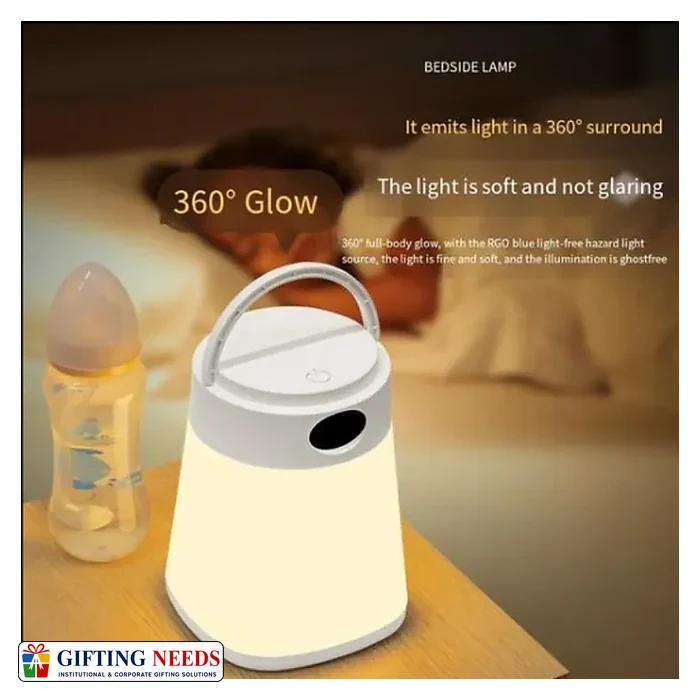 BEDSIDE LAMP
It emits light in a 360° surround
The light is soft and not glaring
360° Glow
360° full-body glow, with the RGO blue light-free hazard light
source, the light is fine and soft, and the illumination is ghostfree
GIFTING NEEDS
INSTITUTIONAL & CORPORATE GIFTING SOLUTIONS